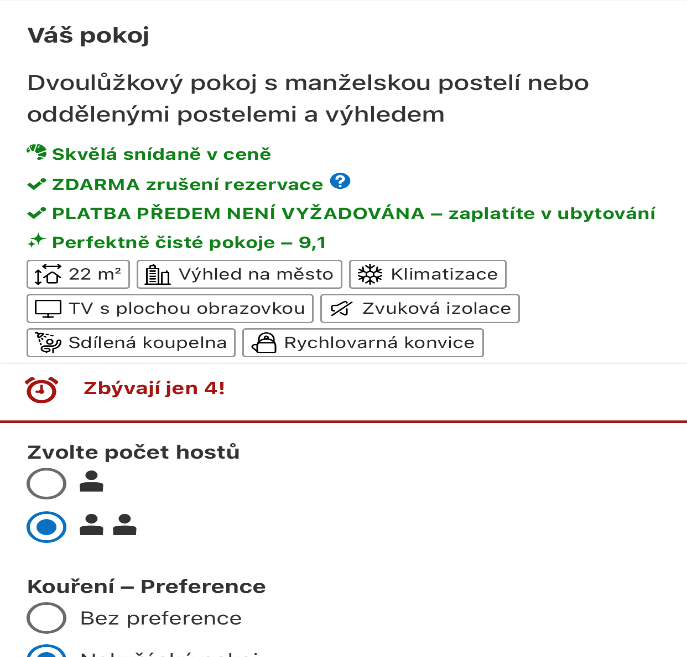 Váš pokoj
Dvoulůžkový pokoj s manželskou postelí nebo
oddělenými postelemi a výhledem
Skvělá snídaně v ceně
ZDARMA zrušení rezervace ?
PLATBA PŘEDEM NENÍ VYŽADOVÁNA – zaplatíte v ubytování
Perfektně čisté pokoje – 9,1
22 m² Výhled na město Klimatizace
TV s plochou obrazovkou Zvuková izolace
Sdílená koupelna Rychlovarná konvice
Zbývají jen 4!
Zvolte počet hostů
Kouření – Preference
Bez preference